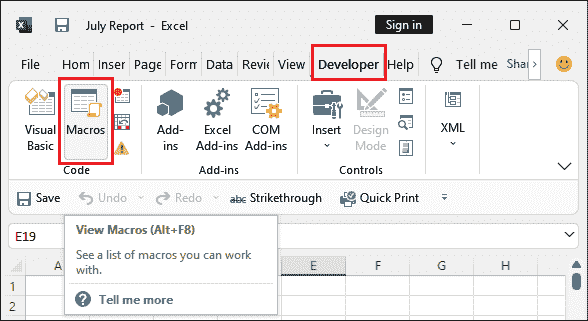 July Report - Excel Sign in
File Hom Inser Page Form Data Revie View Developer Help Tell me Shar
Visual Basic Macros Add-ins Excel Add-ins COM Add-ins Insert Design Mode XML
Code Add-ins Controls
Save Undo Redo abc Strikethrough Quick Print
E19
View Macros (Alt+F8)
See a list of macros you can work
with.
Tell me more
A E F G H
1
2